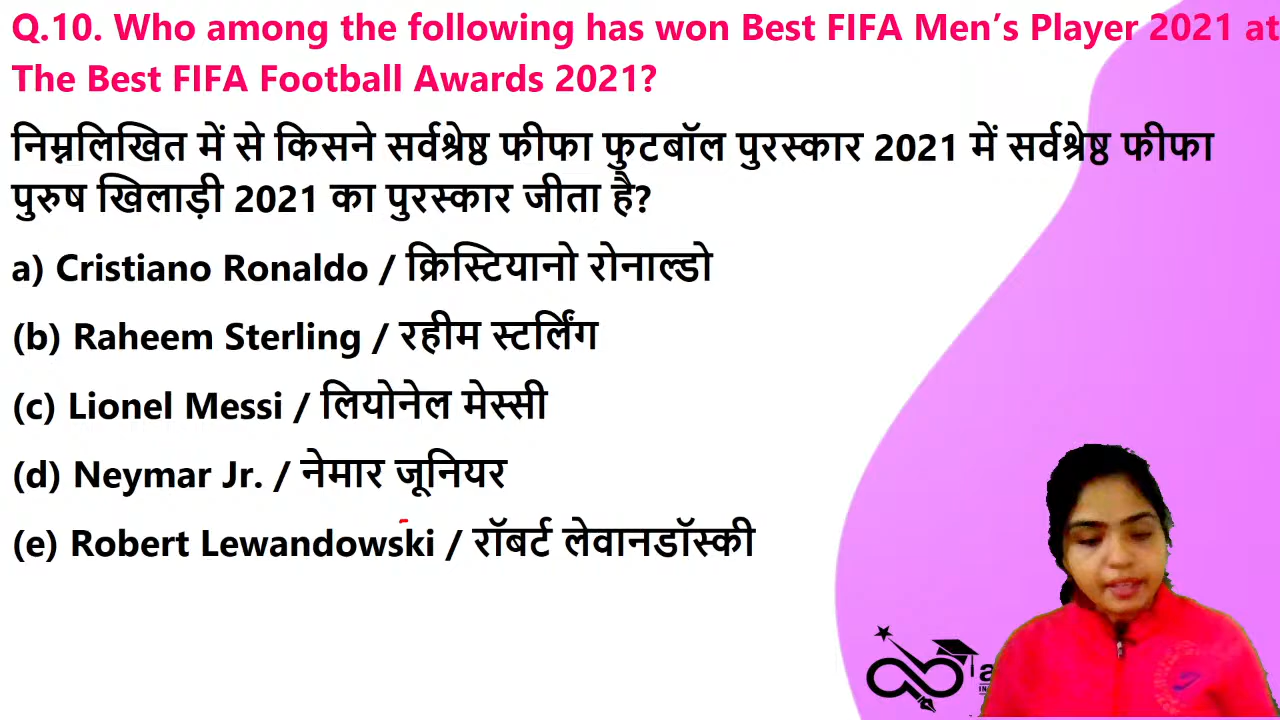 Q.10. Who among the following has won Best FIFA Men’s Player 2021 at
The Best FIFA Football Awards 2021?
निम्नलिखित में से किसने सर्वश्रेष्ठ फीफा फुटबॉल पुरस्कार 2021 में सर्वश्रेष्ठ फीफा
पुरुष खिलाड़ी 2021 का पुरस्कार जीता है?
a) Cristiano Ronaldo / क्रिस्टियानो रोनाल्डो
(b) Raheem Sterling / रहीम स्टर्लिंग
(c) Lionel Messi / लियोनेल मेस्सी
(d) Neymar Jr. / नेमार जूनियर
(e) Robert Lewandowski / रॉबर्ट लेवानडॉस्की